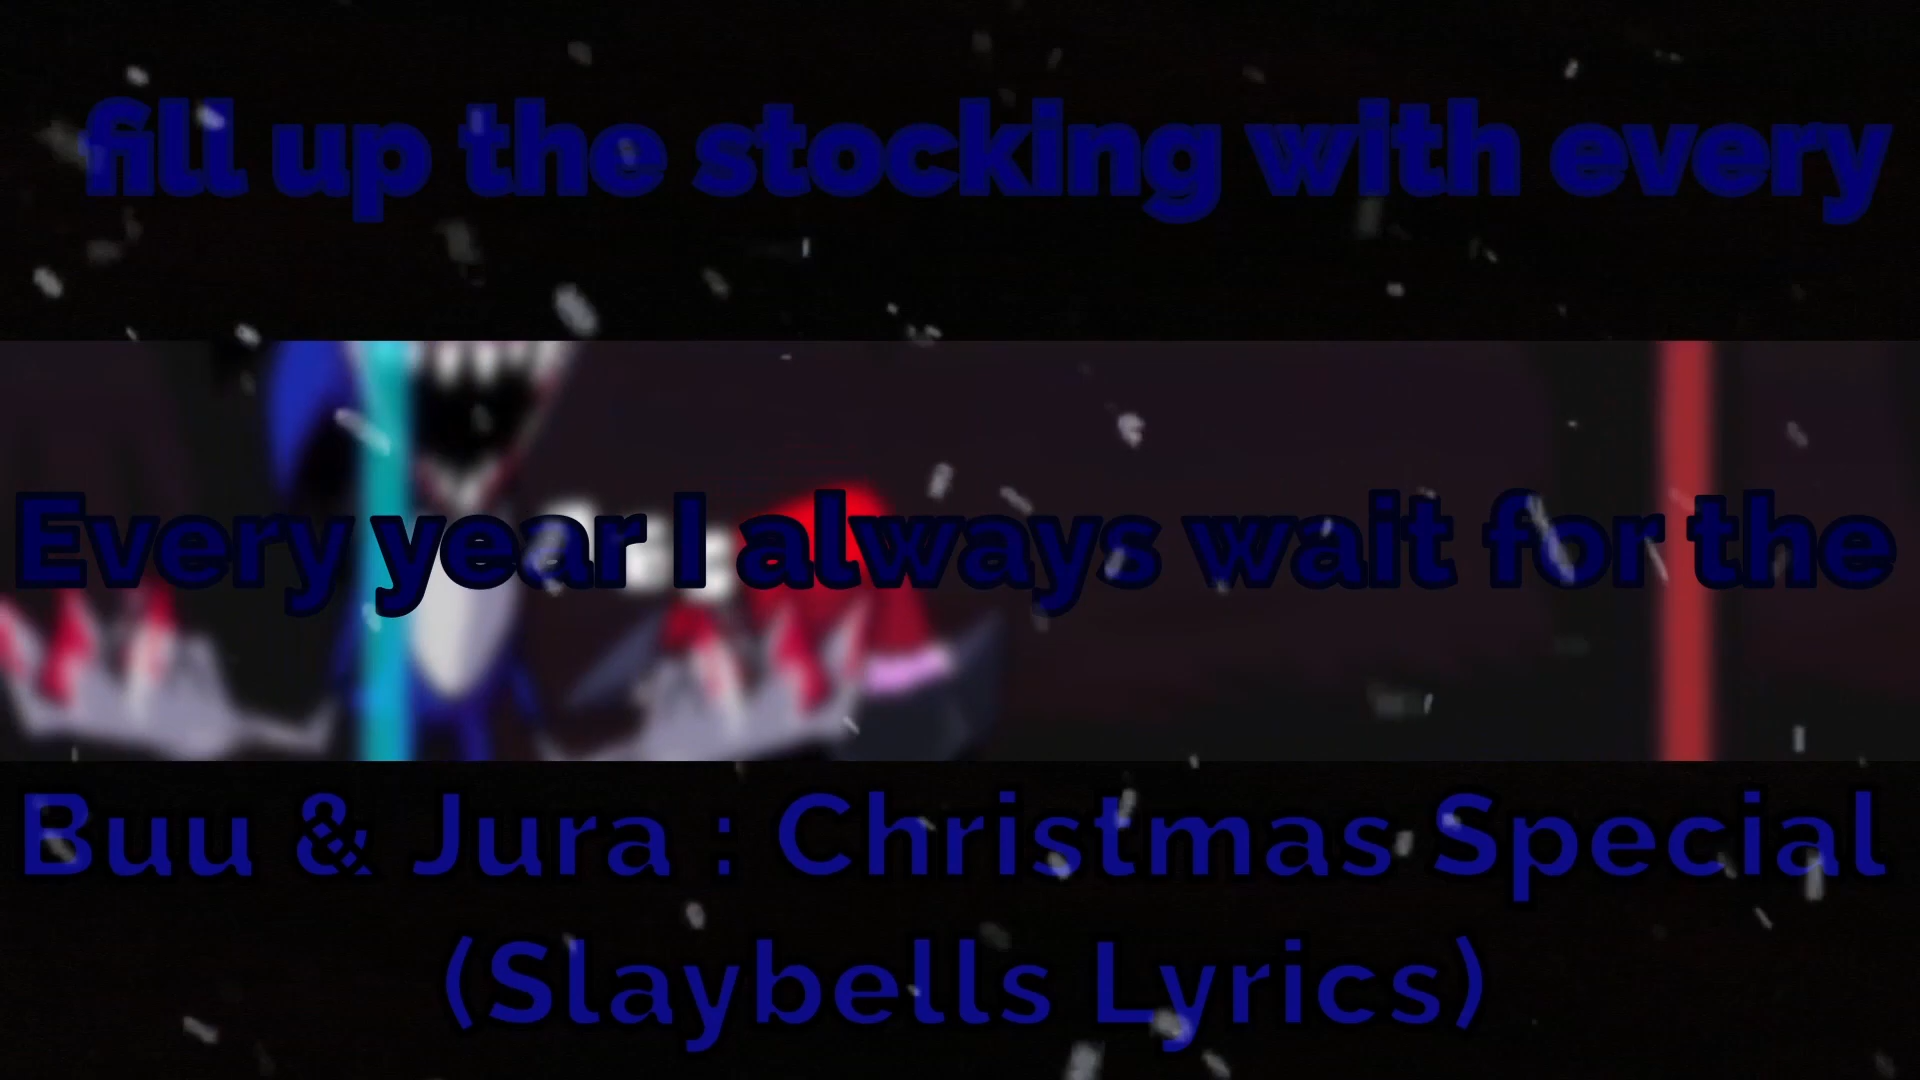 fill up the stocking with every
Every year I always wait for the
Buu & Jura : Christmas Special
(Slaybells Lyrics)